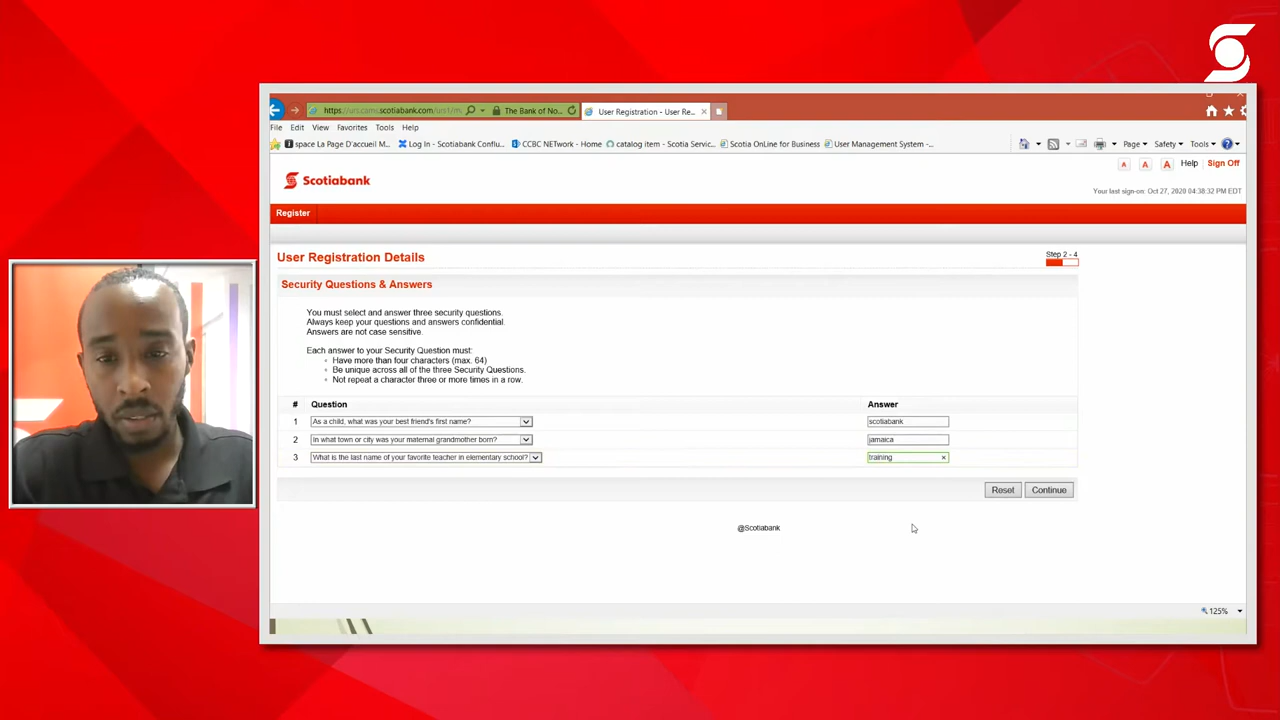 https://urs.cams.scotiabank.com/urs1/m
The Bank of No...
User Registration - User Re...
File Edit View Favorites Tools Help
space La Page D'accueil M...
Log In - Scotiabank Conflu...
CCBC NETwork - Home
catalog item - Scotia Servic...
Scotia OnLine for Business
User Management System -...
Page
Safety
Tools
A A A Help Sign Off
Scotiabank
Your last sign-on: Oct 27, 2020 04:38:32 PM EDT
Register
User Registration Details
Step 2 - 4
Security Questions & Answers
You must select and answer three security questions.
Always keep your questions and answers confidential.
Answers are not case sensitive.
Each answer to your Security Question must:
Have more than four characters (max. 64)
Be unique across all of the three Security Questions.
Not repeat a character three or more times in a row.
# Question Answer
1 As a child, what was your best friend's first name? scotiabank
2 In what town or city was your maternal grandmother born? jamaica
3 What is the last name of your favorite teacher in elementary school? training
Reset Continue
@Scotiabank
125%